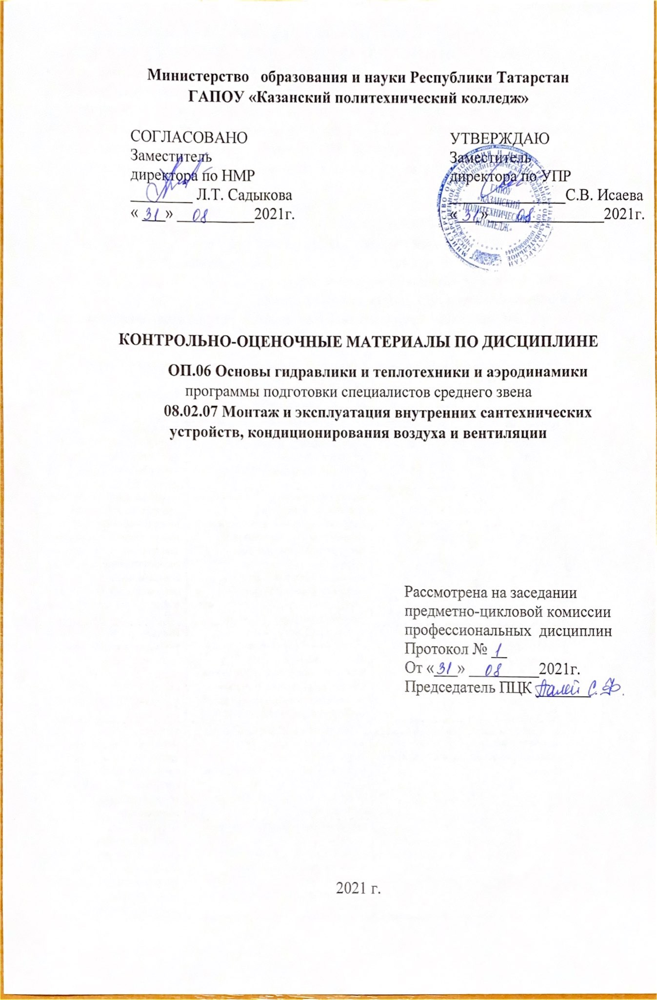 Министерство образования и науки Республики Татарстан
ГАПОУ «Казанский политехнический колледж»
СОГЛАСОВАНО
Заместитель
директора по НМР
________ Л.Т. Садыкова
« 31 » 08 2021г.
УТВЕРЖДАЮ
Заместитель
директора по УПР
_______________С.В. Исаева
« 31 » 08 2021г.
ГАПОУ
«КАЗАНСКИЙ
ПОЛИТЕХНИЧЕСКИЙ
КОЛЛЕДЖ»
КОНТРОЛЬНО-ОЦЕНОЧНЫЕ МАТЕРИАЛЫ ПО ДИСЦИПЛИНЕ
ОП.06 Основы гидравлики и теплотехники и аэродинамики
программы подготовки специалистов среднего звена
08.02.07 Монтаж и эксплуатация внутренних сантехнических
устройств, кондиционирования воздуха и вентиляции
Рассмотрена на заседании
предметно-цикловой комиссии
профессиональных дисциплин
Протокол № 1
От «31» 08 2021г.
Председатель ПЦК Палей С.Ф.
2021 г.